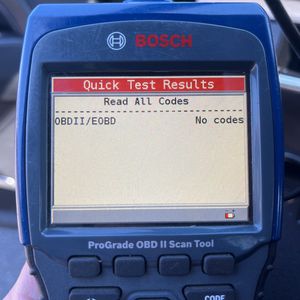 BOSCH
Quick Test Results
Read All Codes
OBDII/EOBD No codes
ProGrade OBD II Scan Tool
CODE